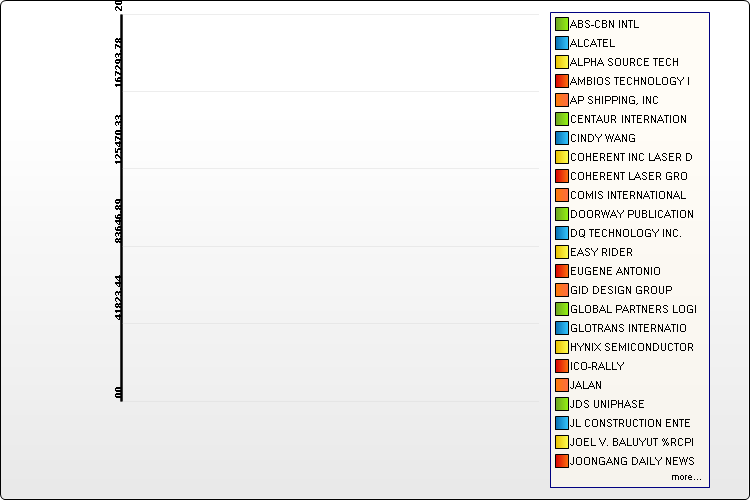 20
167293.78
125470.33
83646.89
41823.44
.00
ABS-CBN INTL
ALCATEL
ALPHA SOURCE TECH
AMBIOS TECHNOLOGY I
AP SHIPPING, INC
CENTAUR INTERNATION
CINDY WANG
COHERENT INC LASER D
COHERENT LASER GRO
COMIS INTERNATIONAL
DOORWAY PUBLICATION
DQ TECHNOLOGY INC.
EASY RIDER
EUGENE ANTONIO
GID DESIGN GROUP
GLOBAL PARTNERS LOGI
GLOTRANS INTERNATIO
HYNIX SEMICONDUCTOR
ICO-RALLY
JALAN
JDS UNIPHASE
JL CONSTRUCTION ENTE
JOEL V. BALUYUT %RCPI
JOONGANG DAILY NEWS
more...